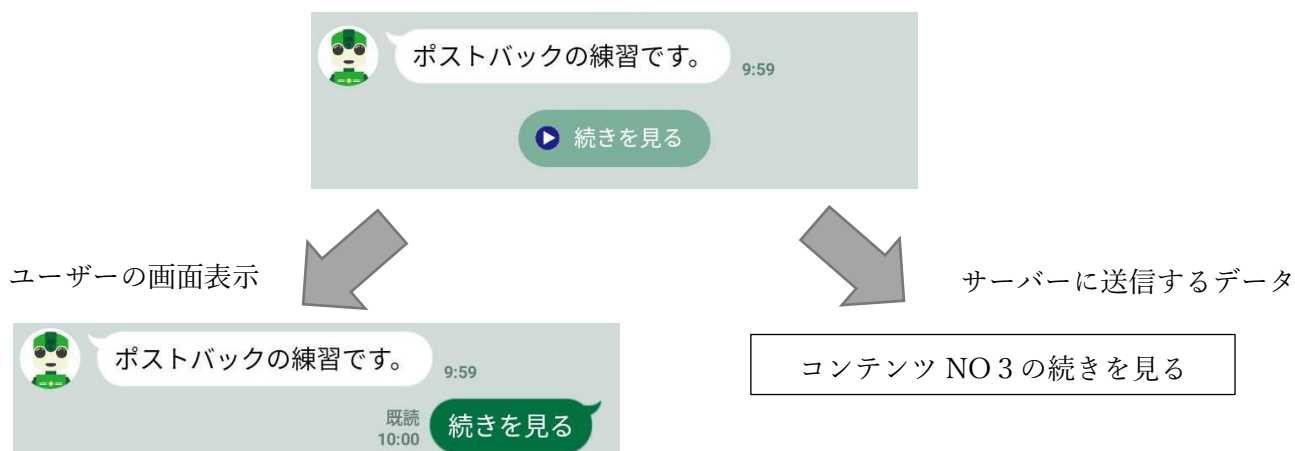 ポストバックの練習です。
9:59
続きを見る
ユーザーの画面表示
サーバーに送信するデータ
ポストバックの練習です。
9:59
コンテンツ NO３の続きを見る
既読
10:00
続きを見る